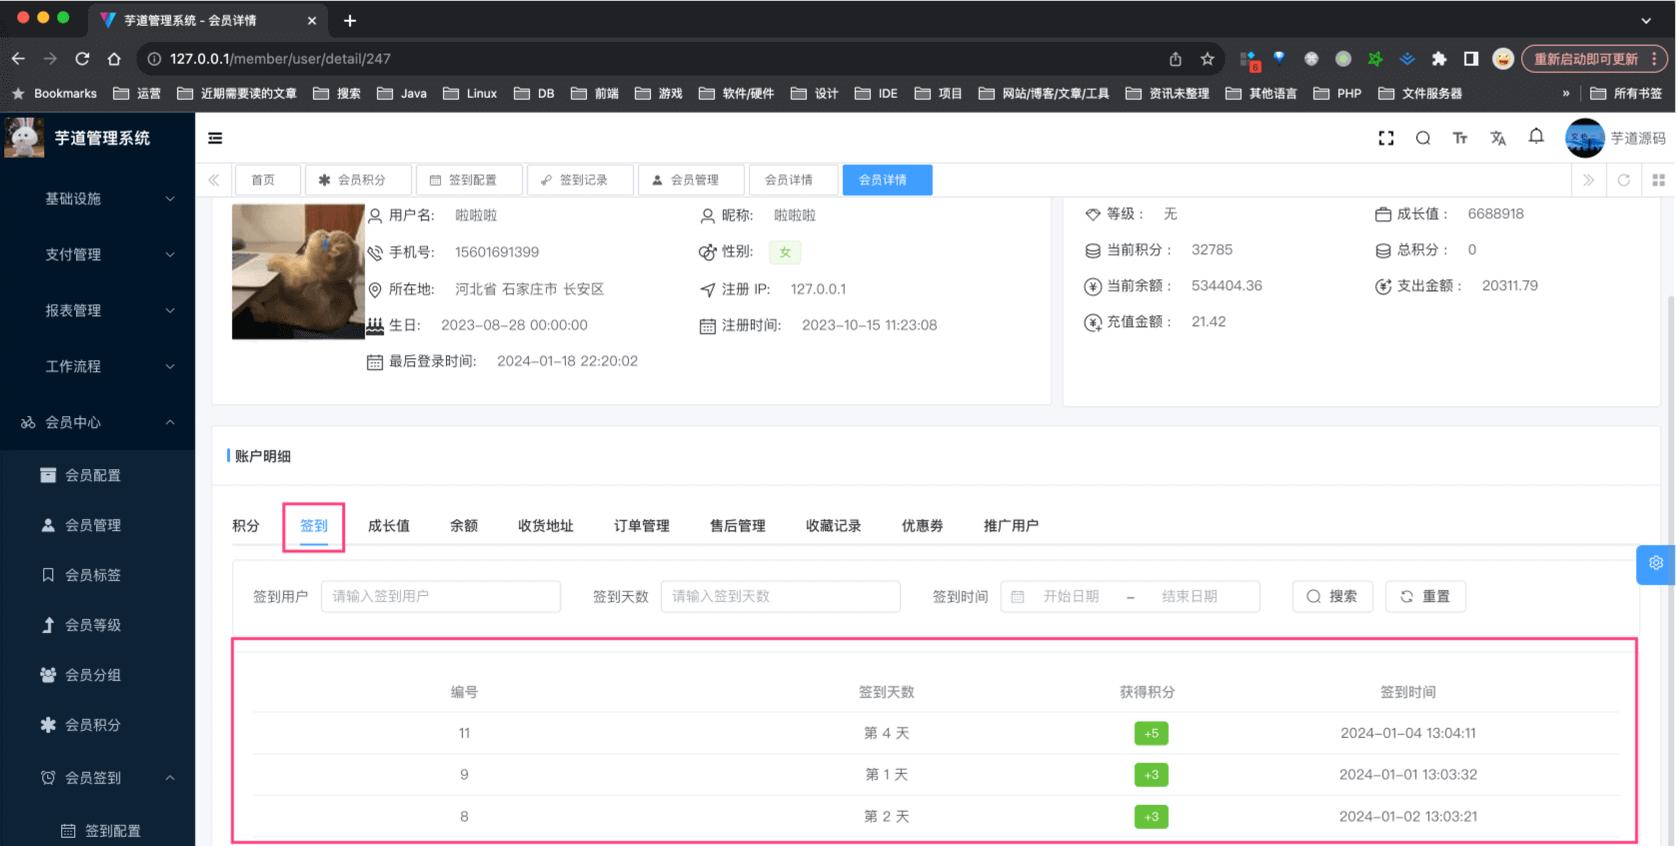 芋道管理系统 - 会员详情
127.0.0.1/member/user/detail/247
6
重新启动即可更新
Bookmarks 运营 近期需要读的文章 搜索 Java Linux DB 前端 游戏 软件/硬件 设计 IDE 项目 网站/博客/文章/工具 资讯未整理 其他语言 PHP 文件服务器 » 所有书签
芋道管理系统
芋道源码
首页 会员积分 签到配置 签到记录 会员管理 会员详情 会员详情
基础设施
支付管理
报表管理
工作流程
会员中心
会员配置
会员管理
会员标签
会员等级
会员分组
会员积分
会员签到
签到配置
用户名: 啦啦啦 昵称: 啦啦啦
手机号: 15601691399 性别: 女
所在地: 河北省 石家庄市 长安区 注册 IP: 127.0.0.1
生日: 2023-08-28 00:00:00 注册时间: 2023-10-15 11:23:08
最后登录时间: 2024-01-18 22:20:02
等级: 无 成长值: 6688918
当前积分: 32785 总积分: 0
当前余额: 534404.36 支出金额: 20311.79
充值金额: 21.42
账户明细
积分 签到 成长值 余额 收货地址 订单管理 售后管理 收藏记录 优惠券 推广用户
签到用户 请输入签到用户 签到天数 请输入签到天数 签到时间 开始日期 - 结束日期 搜索 重置
编号 签到天数 获得积分 签到时间
11 第 4 天 +5 2024-01-04 13:04:11
9 第 1 天 +3 2024-01-01 13:03:32
8 第 2 天 +3 2024-01-02 13:03:21